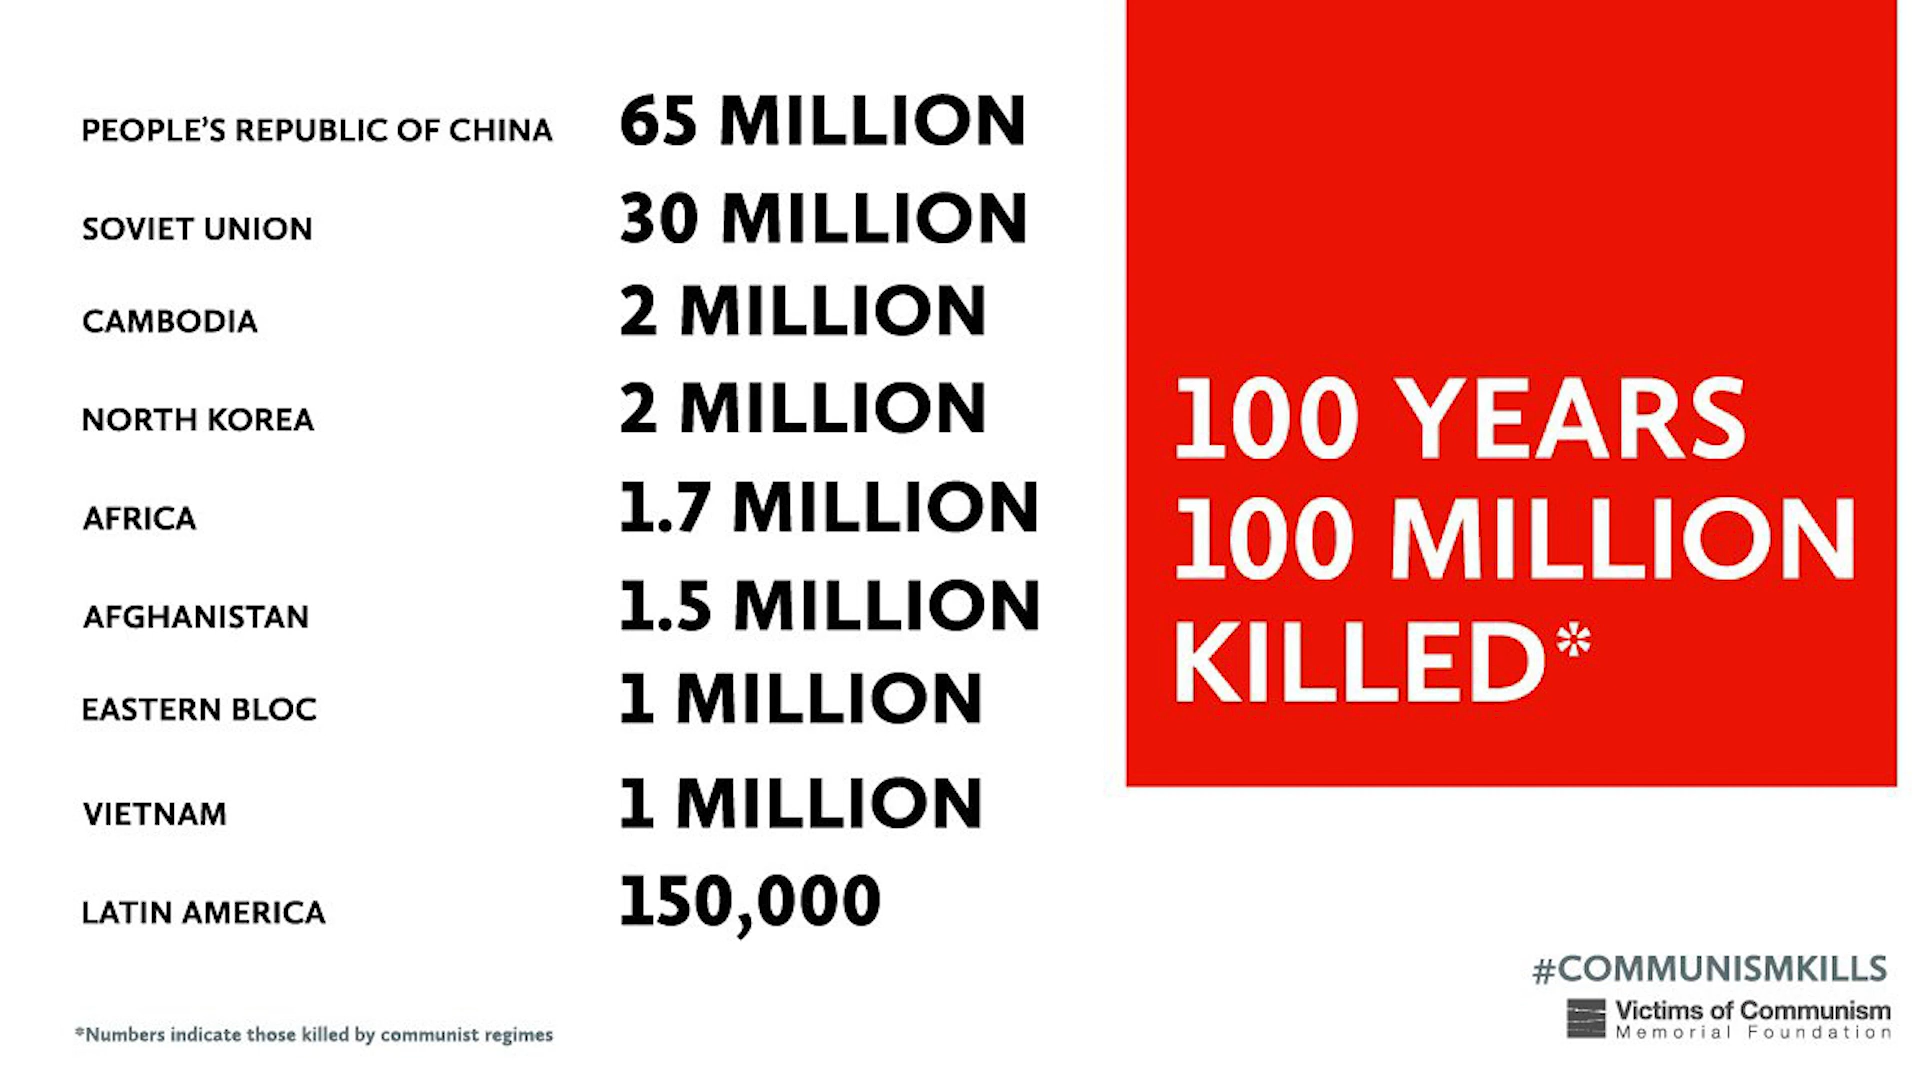 PEOPLE'S REPUBLIC OF CHINA 65 MILLION
SOVIET UNION 30 MILLION
CAMBODIA 2 MILLION
NORTH KOREA 2 MILLION
AFRICA 1.7 MILLION
AFGHANISTAN 1.5 MILLION
EASTERN BLOC 1 MILLION
VIETNAM 1 MILLION
LATIN AMERICA 150,000
*Numbers indicate those killed by communist regimes
100 YEARS
100 MILLION
KILLED*
#COMMUNISMKILLS
Victims of Communism
Memorial Foundation